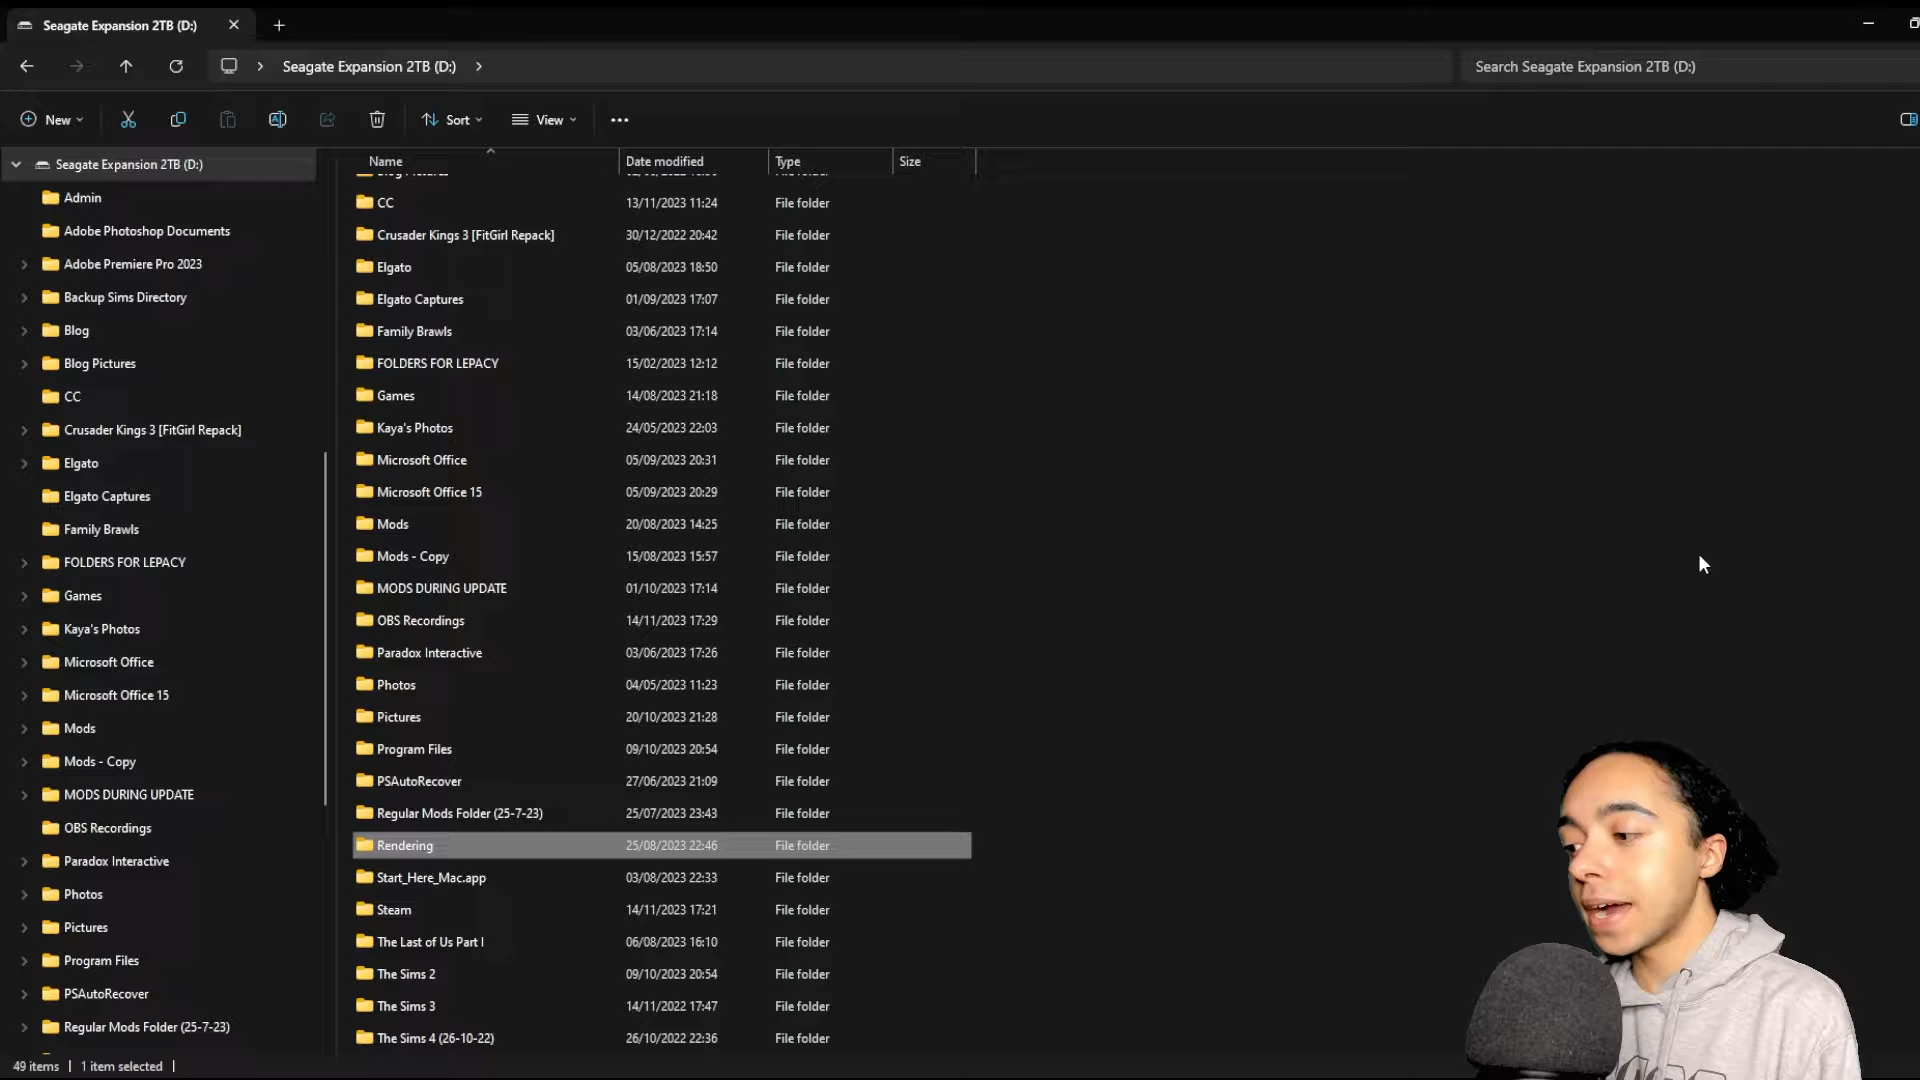 Seagate Expansion 2TB (D:)
Seagate Expansion 2TB (D:)
Search Seagate Expansion 2TB (D:)
New
Sort
View
Seagate Expansion 2TB (D:)
Admin
Adobe Photoshop Documents
Adobe Premiere Pro 2023
Backup Sims Directory
Blog
Blog Pictures
CC
Crusader Kings 3 [FitGirl Repack]
Elgato
Elgato Captures
Family Brawls
FOLDERS FOR LEPACY
Games
Kaya's Photos
Microsoft Office
Microsoft Office 15
Mods
Mods - Copy
MODS DURING UPDATE
OBS Recordings
Paradox Interactive
Photos
Pictures
Program Files
PSAutoRecover
Regular Mods Folder (25-7-23)
Name Date modified Type Size
CC 13/11/2023 11:24 File folder
Crusader Kings 3 [FitGirl Repack] 30/12/2022 20:42 File folder
Elgato 05/08/2023 18:50 File folder
Elgato Captures 01/09/2023 17:07 File folder
Family Brawls 03/06/2023 17:14 File folder
FOLDERS FOR LEPACY 15/02/2023 12:12 File folder
Games 14/08/2023 21:18 File folder
Kaya's Photos 24/05/2023 22:03 File folder
Microsoft Office 05/09/2023 20:31 File folder
Microsoft Office 15 05/09/2023 20:29 File folder
Mods 20/08/2023 14:25 File folder
Mods - Copy 15/08/2023 15:57 File folder
MODS DURING UPDATE 01/10/2023 17:14 File folder
OBS Recordings 14/11/2023 17:29 File folder
Paradox Interactive 03/06/2023 17:26 File folder
Photos 04/05/2023 11:23 File folder
Pictures 20/10/2023 21:28 File folder
Program Files 09/10/2023 20:54 File folder
PSAutoRecover 27/06/2023 21:09 File folder
Regular Mods Folder (25-7-23) 25/07/2023 23:43 File folder
Rendering 25/08/2023 22:46 File folder
Start_Here_Mac.app 03/08/2023 22:33 File folder
Steam 14/11/2023 17:21 File folder
The Last of Us Part I 06/08/2023 16:10 File folder
The Sims 2 09/10/2023 20:54 File folder
The Sims 3 14/11/2022 17:47 File folder
The Sims 4 (26-10-22) 26/10/2022 22:36 File folder
49 items 1 item selected